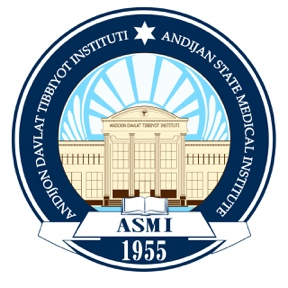 ANDIJON DAVLAT TIBBIYOT INSTITUTI
ANDIJAN STATE MEDICAL INSTITUTE
ANDIJON DAVLAT TIBBIYOT INSTITUTI
ASMI
1955